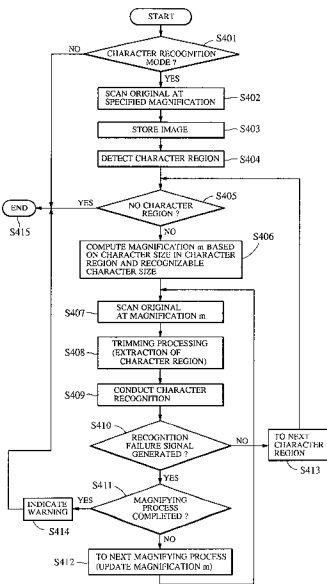 START
S401
NO
CHARACTER RECOGNITION
MODE ?
YES
SCAN ORIGINAL AT
SPECIFIED MAGNIFICATION
S402
STORE IMAGE
S403
DETECT CHARACTER REGION
S404
S405
END
YES
NO CHARACTER
REGION ?
S415
NO
S406
COMPUTE MAGNIFICATION m BASED
ON CHARACTER SIZE IN CHARACTER
REGION AND RECOGNIZABLE
CHARACTER SIZE
S407
SCAN ORIGINAL
AT MAGNIFICATION m
S408
TRIMMING PROCESSING
(EXTRACTION OF
CHARACTER REGION)
S409
CONDUCT CHARACTER
RECOGNITION
S410
RECOGNITION
FAILURE SIGNAL
GENERATED ?
NO
TO NEXT
CHARACTER
REGION
S413
YES
S411
INDICATE
WARNING
YES
MAGNIFYING
PROCESS
COMPLETED ?
S414
NO
S412
TO NEXT MAGNIFYING PROCESS
(UPDATE MAGNIFICATION m)